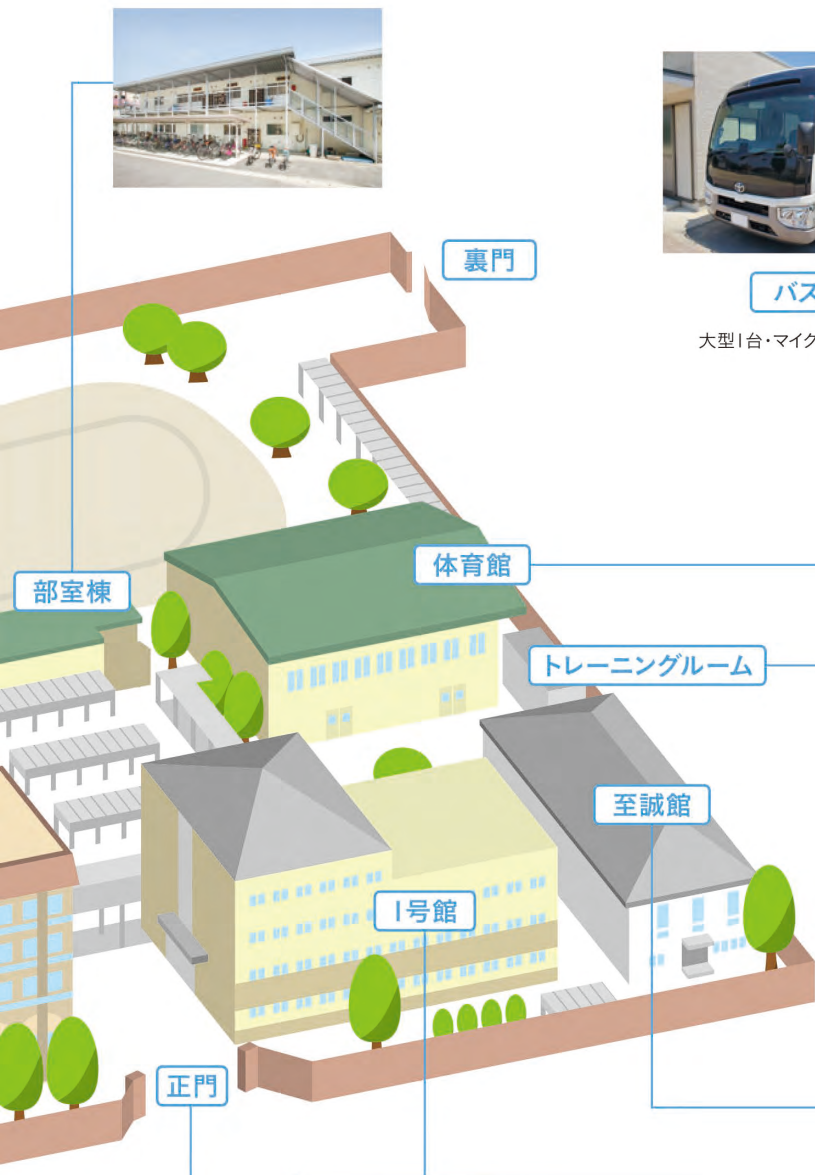 裏門
バス
大型1台・マイク
部室棟
体育館
トレーニングルーム
至誠館
1号館
正門